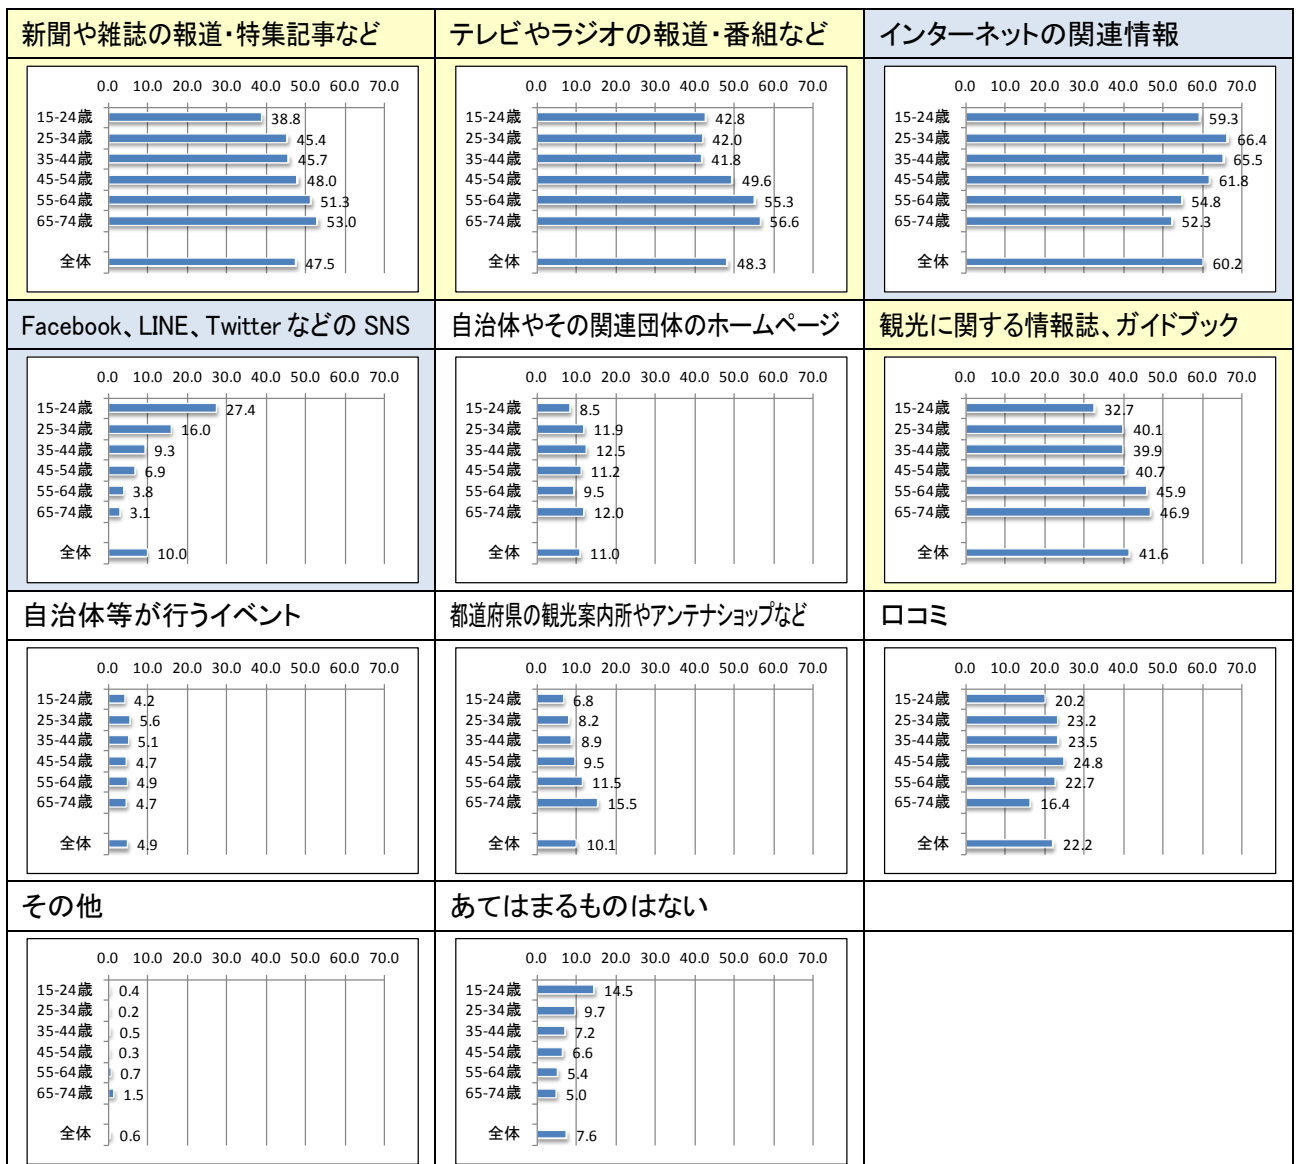 新聞や雑誌の報道・特集記事など
0.0 10.0 20.0 30.0 40.0 50.0 60.0 70.0
15-24歳 38.8
25-34歳 45.4
35-44歳 45.7
45-54歳 48.0
55-64歳 51.3
65-74歳 53.0
全体 47.5
テレビやラジオの報道・番組など
0.0 10.0 20.0 30.0 40.0 50.0 60.0 70.0
15-24歳 42.8
25-34歳 42.0
35-44歳 41.8
45-54歳 49.6
55-64歳 55.3
65-74歳 56.6
全体 48.3
インターネットの関連情報
0.0 10.0 20.0 30.0 40.0 50.0 60.0 70.0
15-24歳 59.3
25-34歳 66.4
35-44歳 65.5
45-54歳 61.8
55-64歳 54.8
65-74歳 52.3
全体 60.2
Facebook、LINE、Twitter などの SNS
0.0 10.0 20.0 30.0 40.0 50.0 60.0 70.0
15-24歳 27.4
25-34歳 16.0
35-44歳 9.3
45-54歳 6.9
55-64歳 3.8
65-74歳 3.1
全体 10.0
自治体やその関連団体のホームページ
0.0 10.0 20.0 30.0 40.0 50.0 60.0 70.0
15-24歳 8.5
25-34歳 11.9
35-44歳 12.5
45-54歳 11.2
55-64歳 9.5
65-74歳 12.0
全体 11.0
観光に関する情報誌、ガイドブック
0.0 10.0 20.0 30.0 40.0 50.0 60.0 70.0
15-24歳 32.7
25-34歳 40.1
35-44歳 39.9
45-54歳 40.7
55-64歳 45.9
65-74歳 46.9
全体 41.6
自治体等が行うイベント
0.0 10.0 20.0 30.0 40.0 50.0 60.0 70.0
15-24歳 4.2
25-34歳 5.6
35-44歳 5.1
45-54歳 4.7
55-64歳 4.9
65-74歳 4.7
全体 4.9
都道府県の観光案内所やアンテナショップなど
0.0 10.0 20.0 30.0 40.0 50.0 60.0 70.0
15-24歳 6.8
25-34歳 8.2
35-44歳 8.9
45-54歳 9.5
55-64歳 11.5
65-74歳 15.5
全体 10.1
口コミ
0.0 10.0 20.0 30.0 40.0 50.0 60.0 70.0
15-24歳 20.2
25-34歳 23.2
35-44歳 23.5
45-54歳 24.8
55-64歳 22.7
65-74歳 16.4
全体 22.2
その他
0.0 10.0 20.0 30.0 40.0 50.0 60.0 70.0
15-24歳 0.4
25-34歳 0.2
35-44歳 0.5
45-54歳 0.3
55-64歳 0.7
65-74歳 1.5
全体 0.6
あてはまるものはない
0.0 10.0 20.0 30.0 40.0 50.0 60.0 70.0
15-24歳 14.5
25-34歳 9.7
35-44歳 7.2
45-54歳 6.6
55-64歳 5.4
65-74歳 5.0
全体 7.6